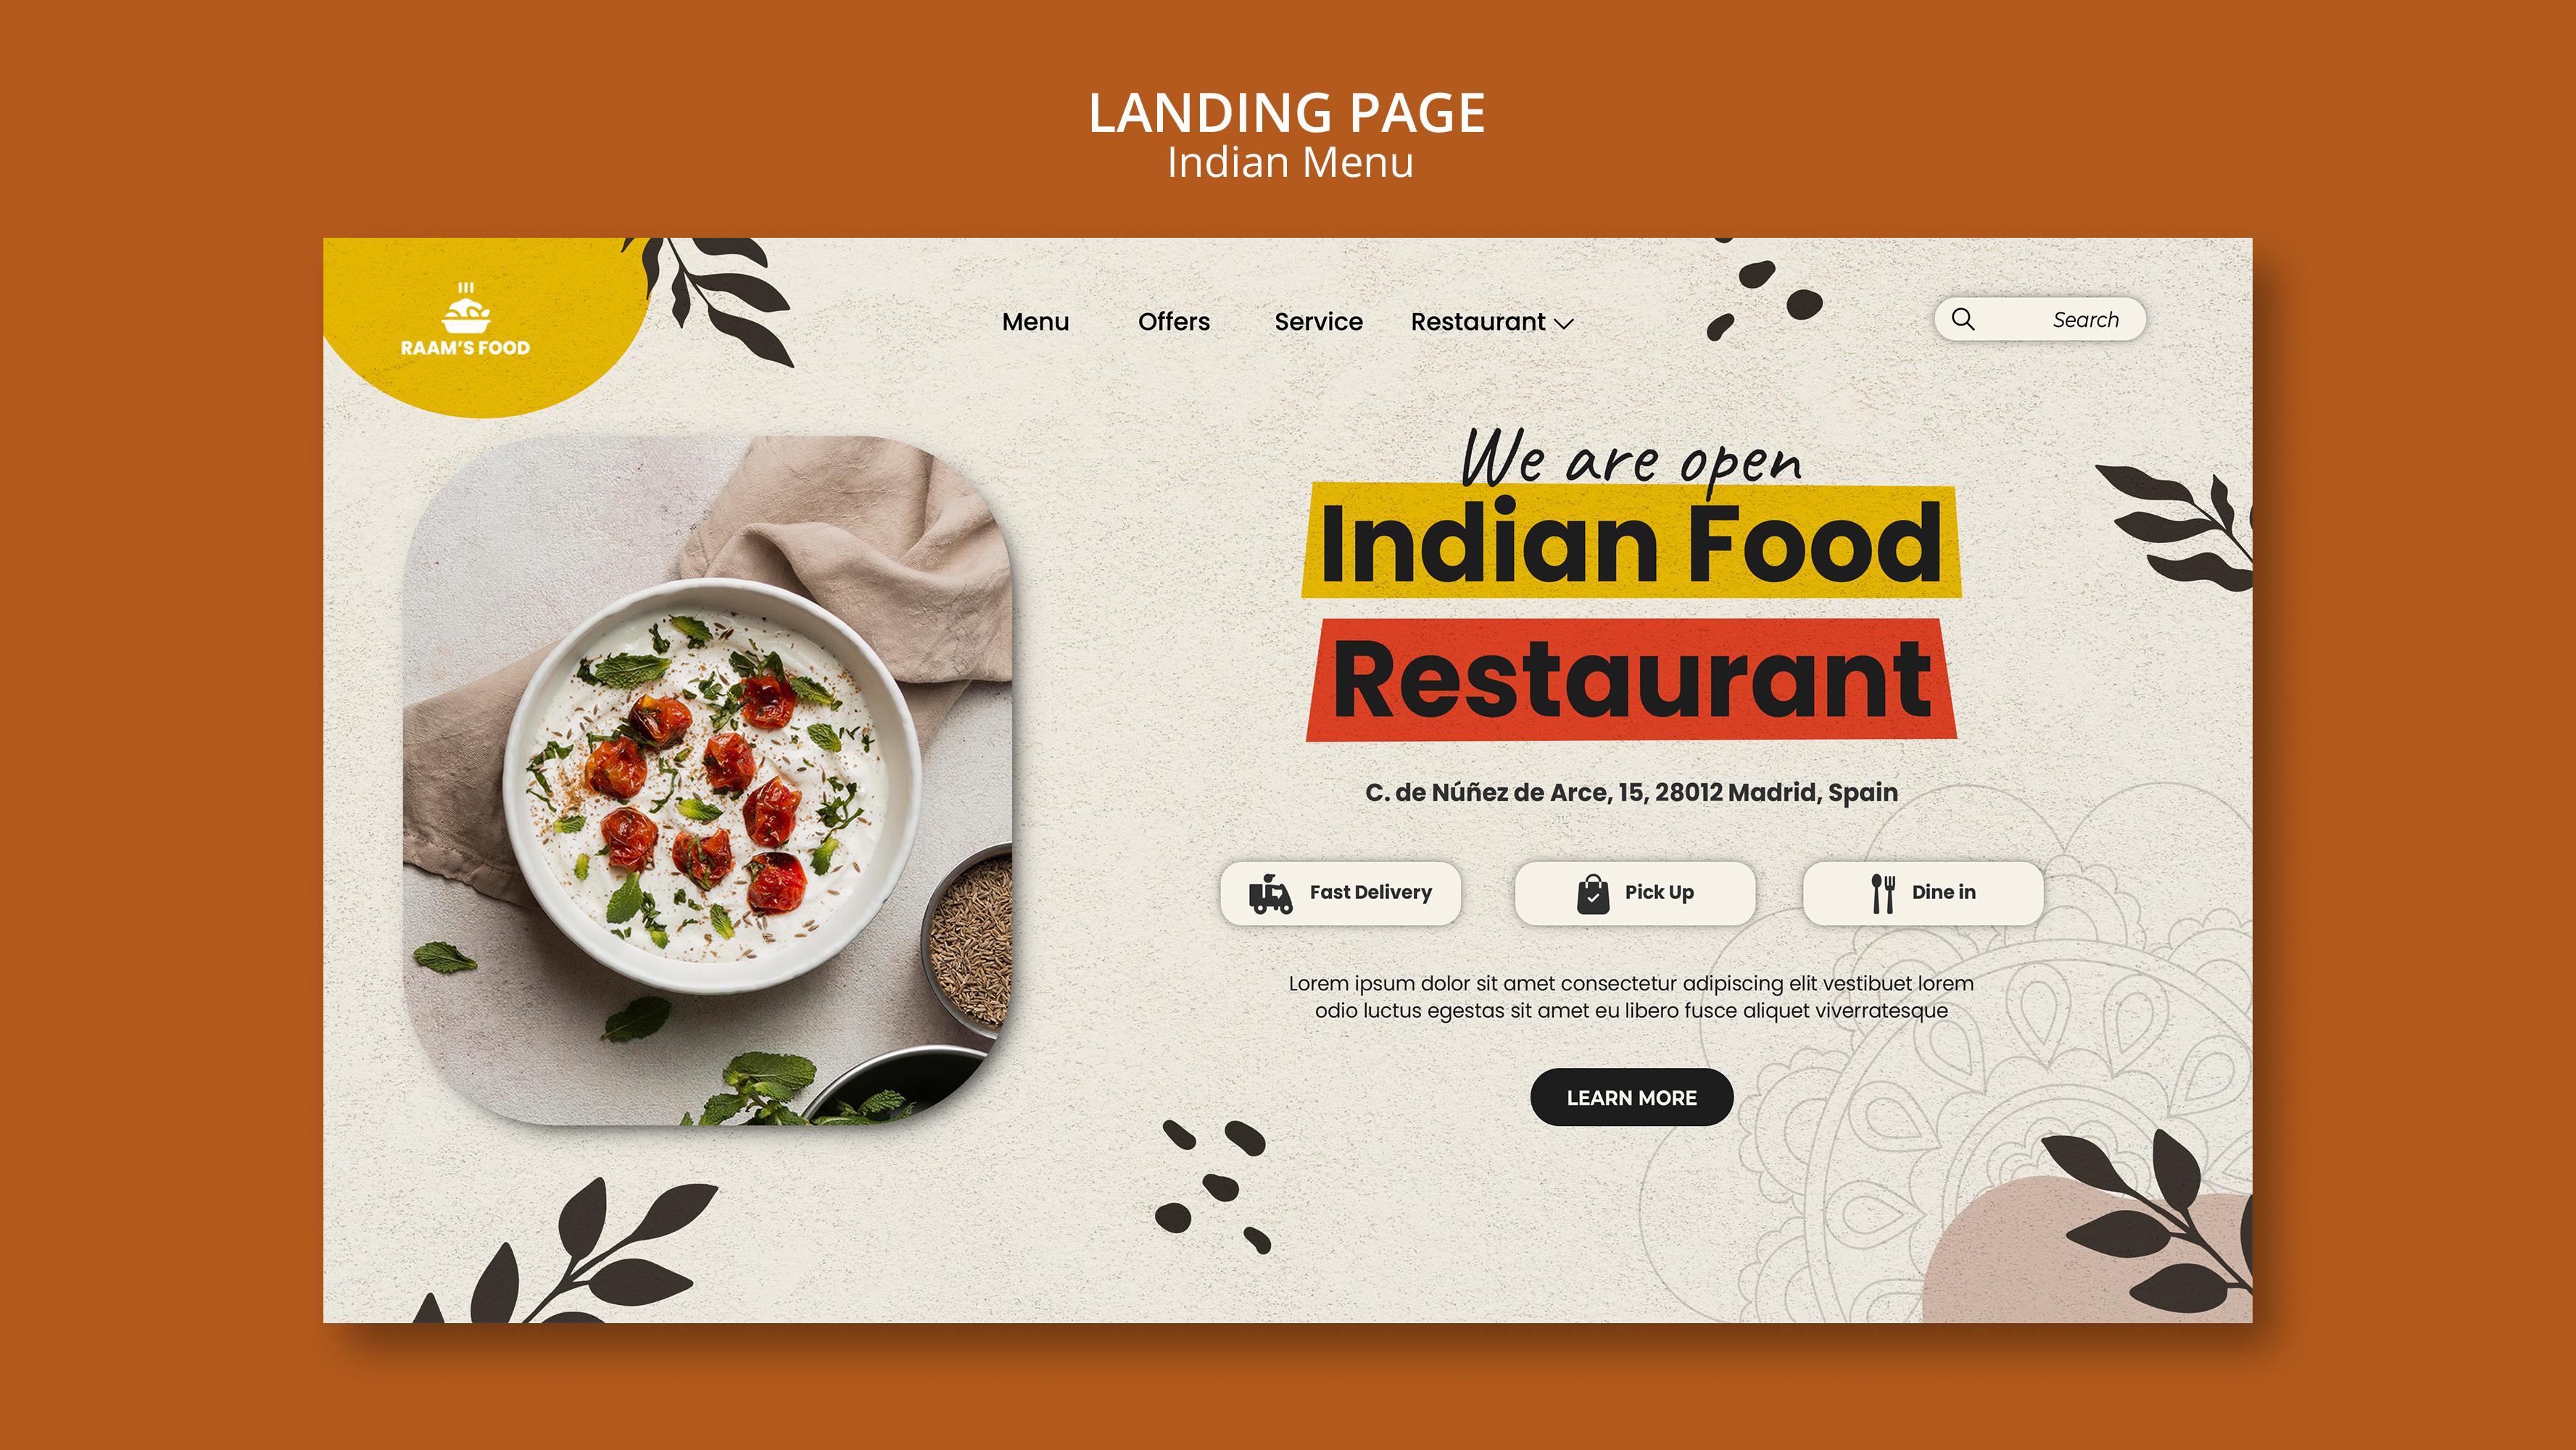 LANDING PAGE
Indian Menu
RAAM'S FOOD
Menu Offers Service Restaurant
Search
We are open
Indian Food
Restaurant
C. de Núñez de Arce, 15, 28012 Madrid, Spain
Fast Delivery Pick Up Dine in
Lorem ipsum dolor sit amet consectetur adipiscing elit vestibuet lorem
odio luctus egestas sit amet eu libero fusce aliquet viverratesque
LEARN MORE